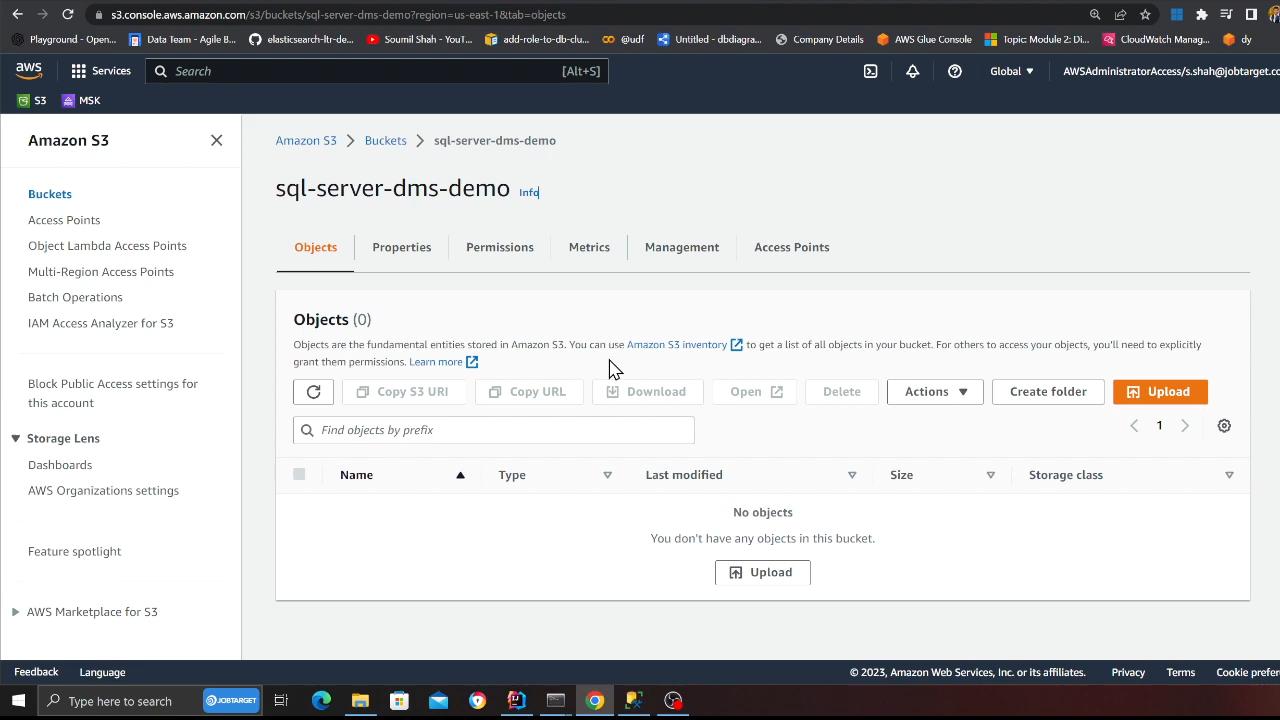 s3.console.aws.amazon.com/s3/buckets/sql-server-dms-demo?region=us-east-1&tab=objects
Playground - Open... Data Team - Agile B... elasticsearch-ltr-de... Soumil Shah - YouT... add-role-to-db-clu... @udf Untitled - dbdiagra... Company Details AWS Glue Console Topic Module 2: Di... CloudWatch Manag... dy
aws Services Search [Alt+S] Global AWSAdministratorAccess/s.shah@jobtarget.co
S3 MSK
Amazon S3
Buckets
Access Points
Object Lambda Access Points
Multi-Region Access Points
Batch Operations
IAM Access Analyzer for S3
Block Public Access settings for
this account
Storage Lens
Dashboards
AWS Organizations settings
Feature spotlight
AWS Marketplace for S3
Amazon S3 Buckets sql-server-dms-demo
sql-server-dms-demo Info
Objects Properties Permissions Metrics Management Access Points
Objects (0)
Objects are the fundamental entities stored in Amazon S3. You can use Amazon S3 inventory to get a list of all objects in your bucket. For others to access your objects, you'll need to explicitly
grant them permissions. Learn more
Copy S3 URI Copy URL Download Open Delete Actions Create folder Upload
Find objects by prefix 1
Name Type Last modified Size Storage class
No objects
You don't have any objects in this bucket.
Upload
Feedback Language © 2023, Amazon Web Services, Inc. or its affiliates. Privacy Terms Cookie prefer
Type here to search JOBTARGET